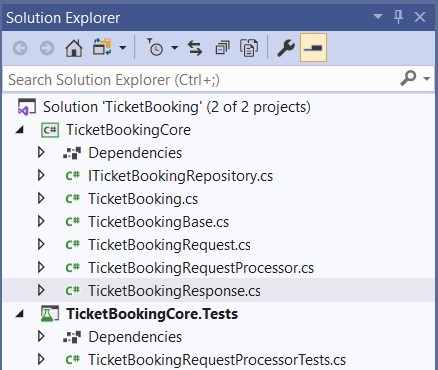 Solution Explorer
Search Solution Explorer (Ctrl+;)
Solution 'TicketBooking' (2 of 2 projects)
C# TicketBookingCore
Dependencies
C# ITicketBookingRepository.cs
C# TicketBooking.cs
C# TicketBookingBase.cs
C# TicketBookingRequest.cs
C# TicketBookingRequestProcessor.cs
C# TicketBookingResponse.cs
TicketBookingCore.Tests
Dependencies
C# TicketBookingRequestProcessorTests.cs